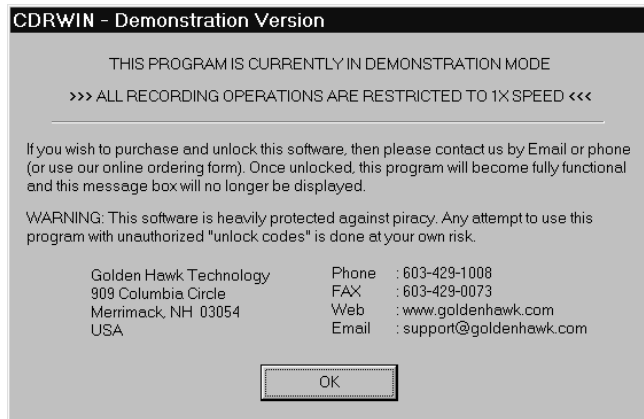 CDRWIN - Demonstration Version
THIS PROGRAM IS CURRENTLY IN DEMONSTRATION MODE
>>> ALL RECORDING OPERATIONS ARE RESTRICTED TO 1X SPEED <<<
If you wish to purchase and unlock this software, then please contact us by Email or phone
(or use our online ordering form). Once unlocked, this program will become fully functional
and this message box will no longer be displayed.
WARNING: This software is heavily protected against piracy. Any attempt to use this
program with unauthorized "unlock codes" is done at your own risk.
Golden Hawk Technology
909 Columbia Circle
Merrimack, NH 03054
USA
Phone : 603-429-1008
FAX : 603-429-0073
Web : www.goldenhawk.com
Email : support@goldenhawk.com
OK